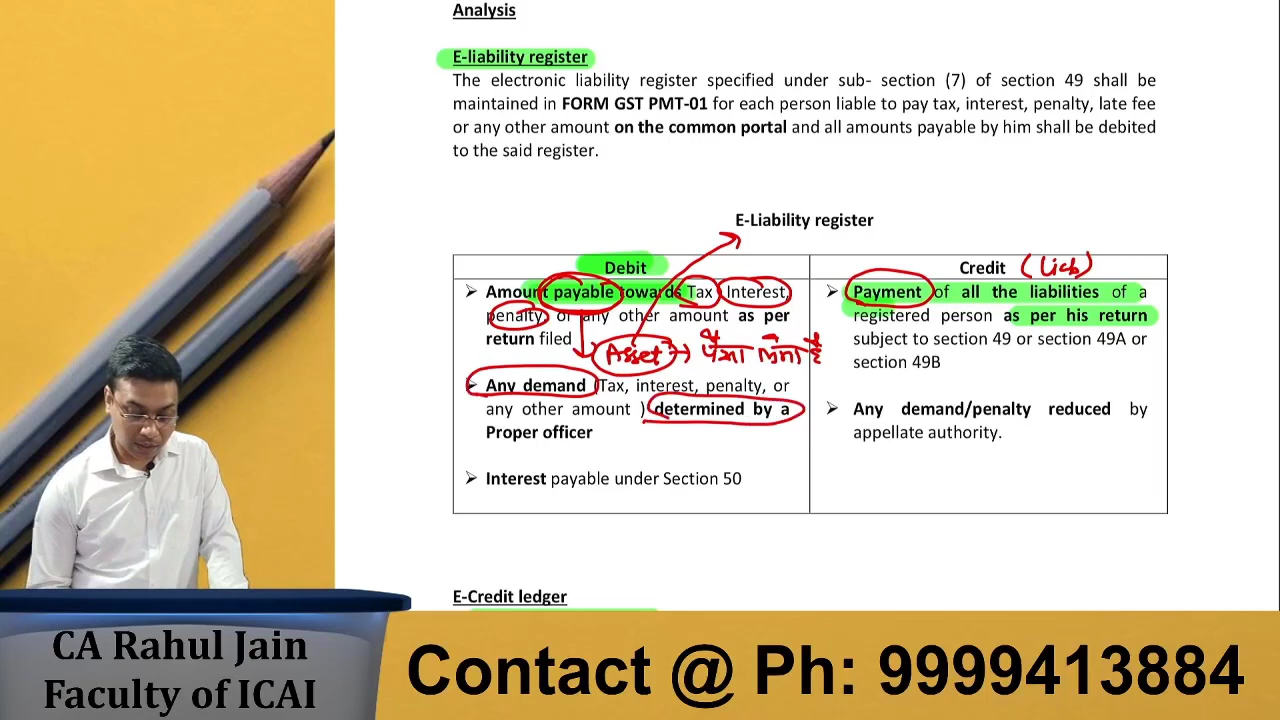 Analysis
E-liability register
The electronic liability register specified under sub- section (7) of section 49 shall be
maintained in FORM GST PMT-01 for each person liable to pay tax, interest, penalty, late fee
or any other amount on the common portal and all amounts payable by him shall be debited
to the said register.
E-Liability register
Debit
➢ Amount payable towards Tax Interest,
penalty, or any other amount as per
return filed
Asset
➢ Any demand (Tax, interest, penalty, or
any other amount ) determined by a
Proper officer
➢ Interest payable under Section 50
Credit (Liab)
➢ Payment of all the liabilities of a
registered person as per his return
subject to section 49 or section 49A or
section 49B
➢ Any demand/penalty reduced by
appellate authority.
E-Credit ledger
CA Rahul Jain
Faculty of ICAI
Contact @ Ph: 9999413884